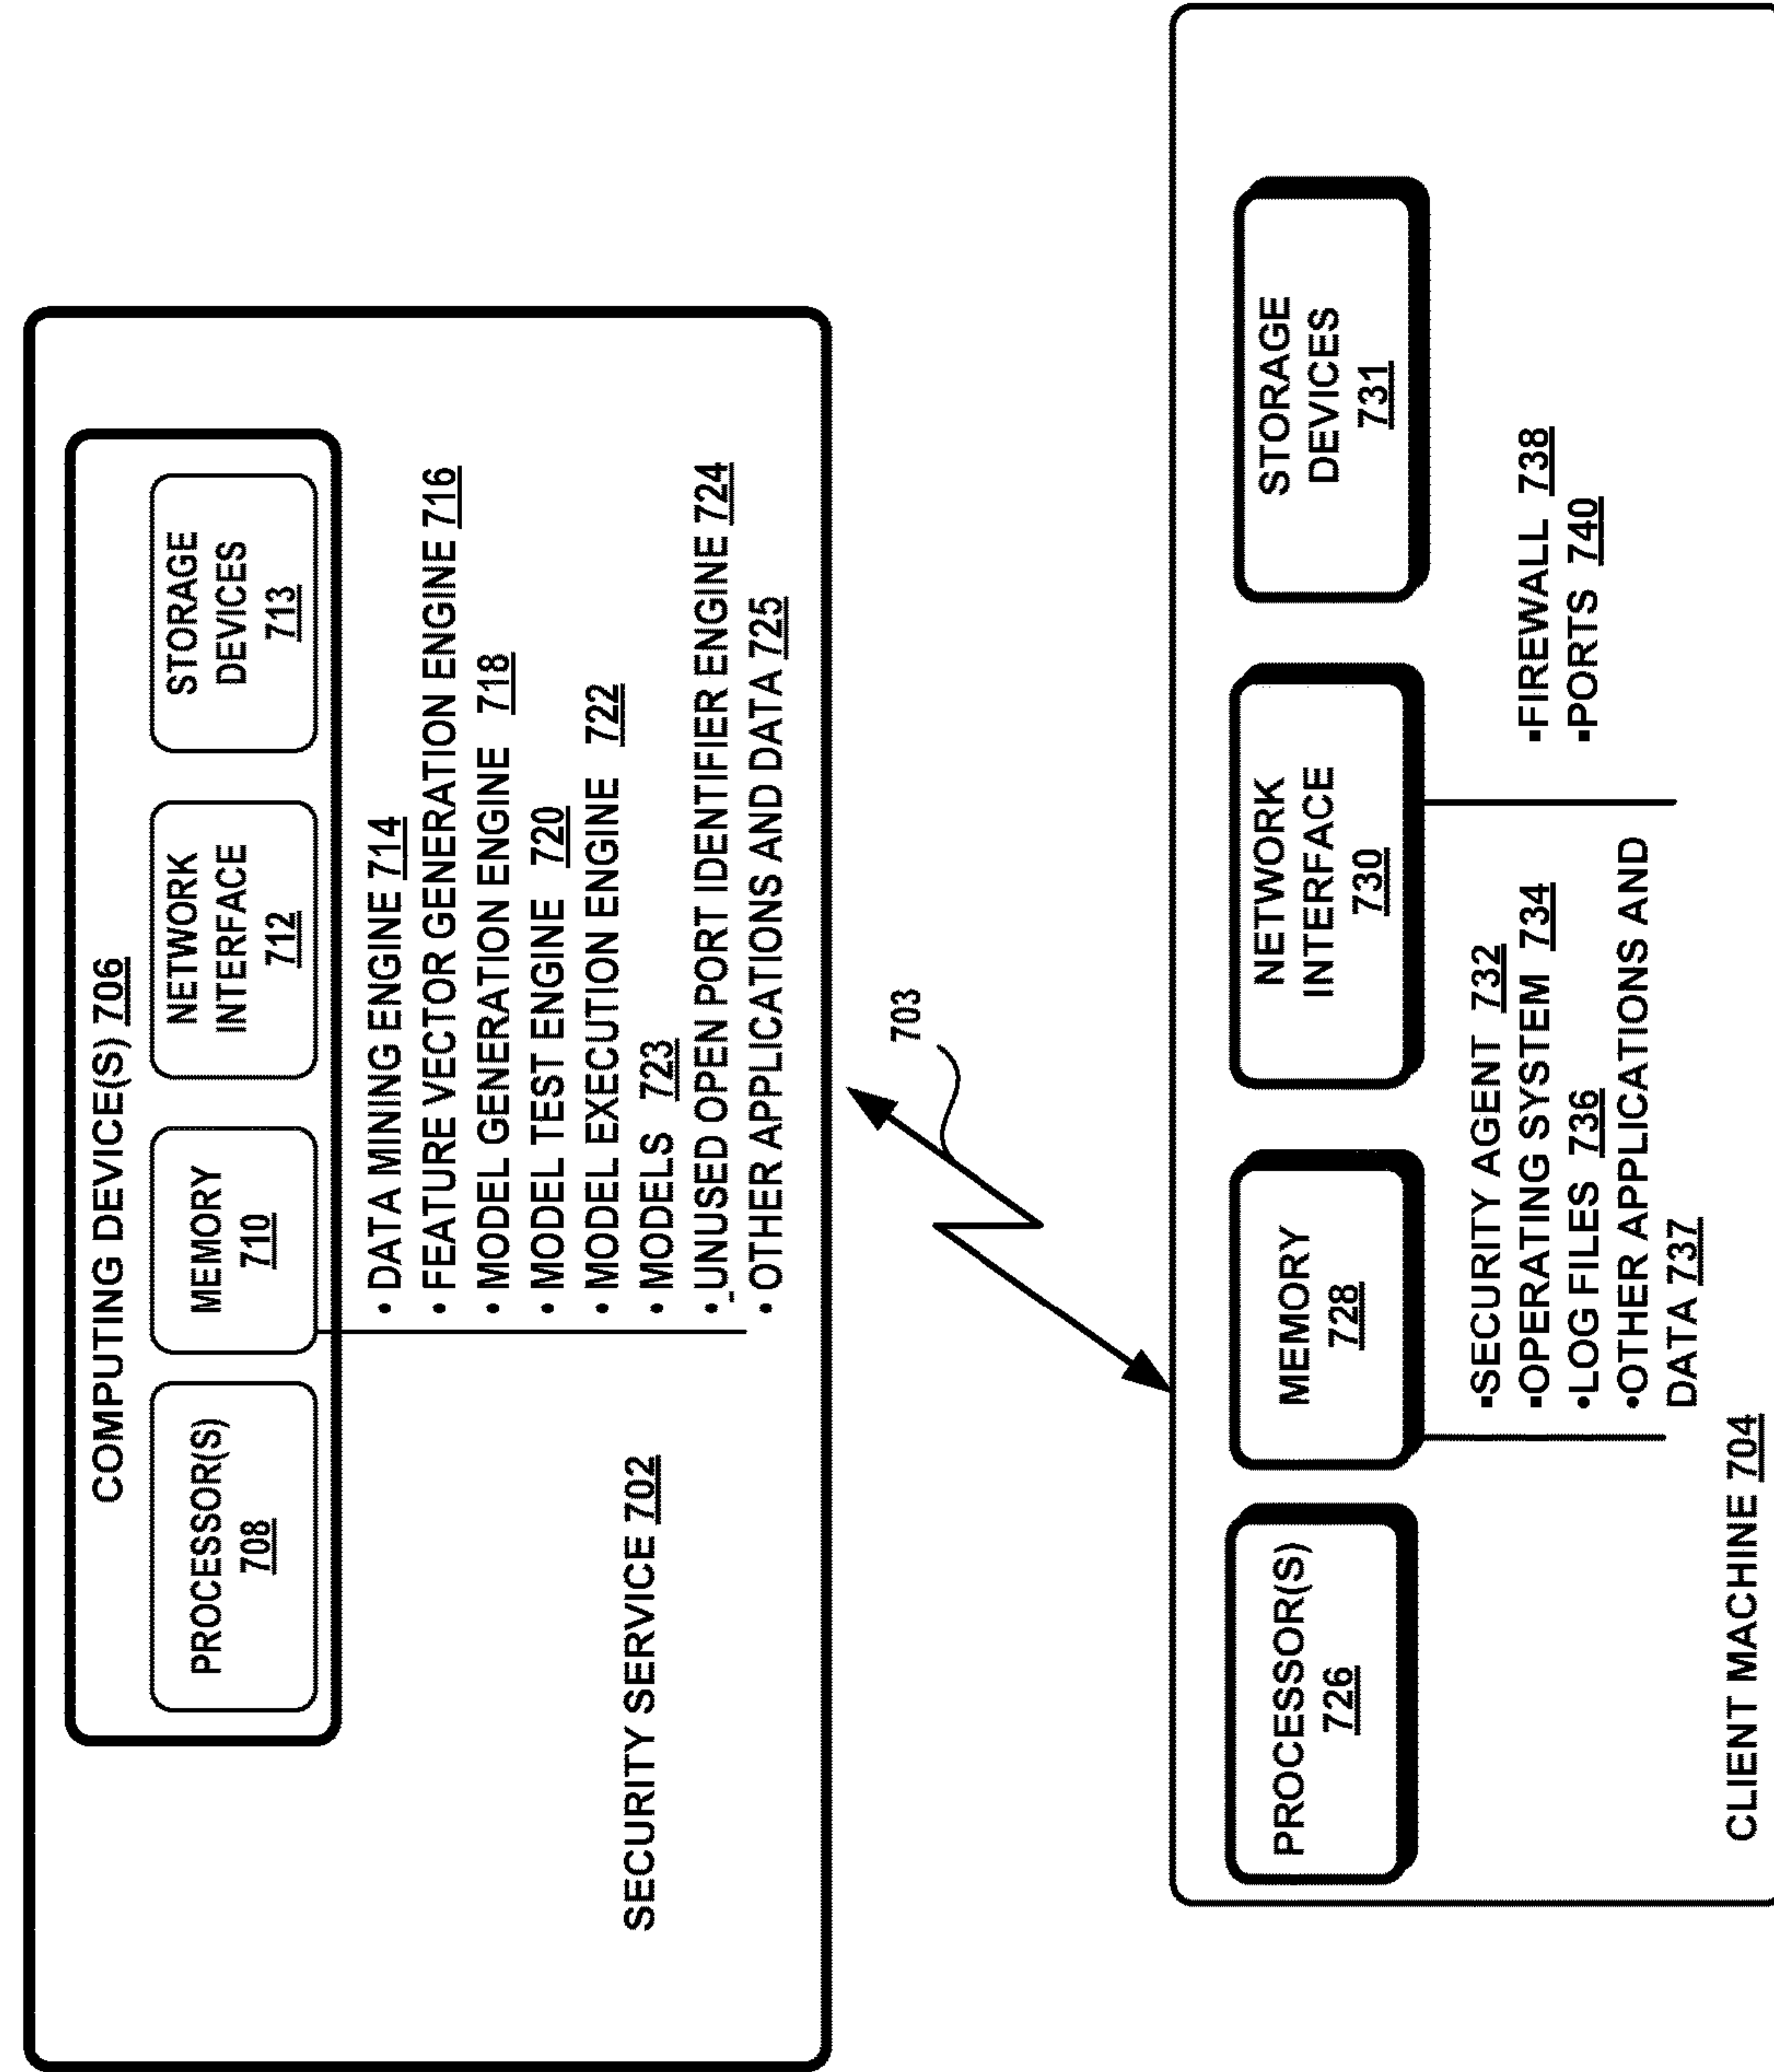 COMPUTING DEVICE(S) 706
PROCESSOR(S)
708
MEMORY
710
NETWORK
INTERFACE
712
STORAGE
DEVICES
713
• DATA MINING ENGINE 714
• FEATURE VECTOR GENERATION ENGINE 716
• MODEL GENERATION ENGINE 718
• MODEL TEST ENGINE 720
• MODEL EXECUTION ENGINE 722
• MODELS 723
• UNUSED OPEN PORT IDENTIFIER ENGINE 724
• OTHER APPLICATIONS AND DATA 725
SECURITY SERVICE 702
703
PROCESSOR(S)
726
MEMORY
728
NETWORK
INTERFACE
730
STORAGE
DEVICES
731
▪SECURITY AGENT 732
▪OPERATING SYSTEM 734
•LOG FILES 736
•OTHER APPLICATIONS AND
DATA 737
▪FIREWALL 738
▪PORTS 740
CLIENT MACHINE 704